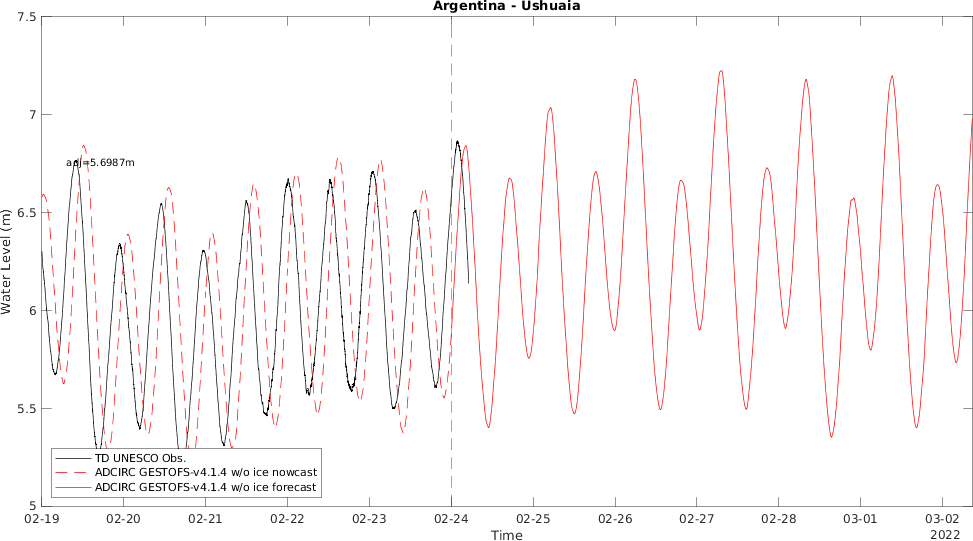 Argentina - Ushuaia
7.5
7
6.5
6
5.5
5
Water Level (m)
adj=5.6987m
TD UNESCO Obs.
ADCIRC GESTOFS-v4.1.4 w/o ice nowcast
ADCIRC GESTOFS-v4.1.4 w/o ice forecast
02-19 02-20 02-21 02-22 02-23 02-24 02-25 02-26 02-27 02-28 03-01 03-02
2022
Time